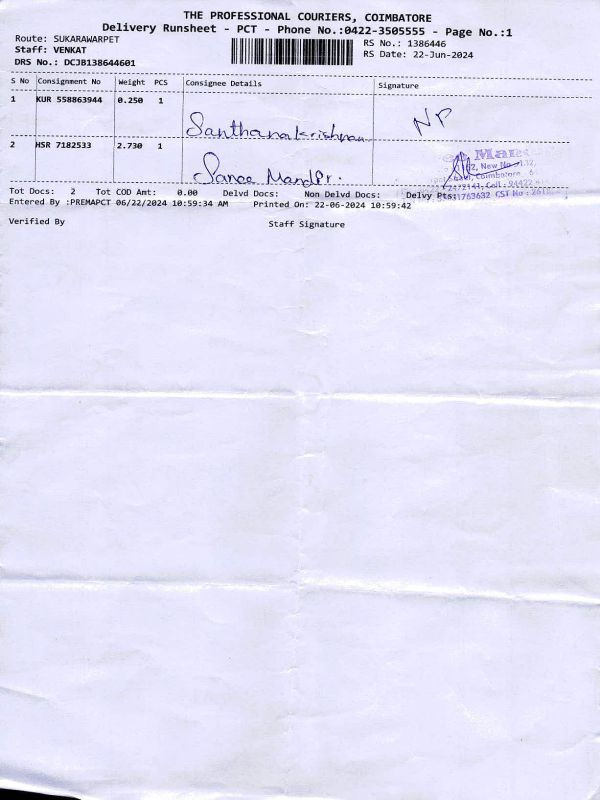 THE PROFESSIONAL COURIERS, COIMBATORE
Delivery Runsheet - PCT - Phone No.:0422-3505555 - Page No.:1
Route: SUKARAWARPET
RS No.: 1386446
Staff: VENKAT
RS Date: 22-Jun-2024
DRS No.: DCJB138644601
S No Consignment No Weight PCS Consignee Details Signature
1 KUR 558863944 0.250 1
Santhanakrishnan NP
2 HSR 7182533 2.730 1
Tot Docs: 2 Tot COD Amt: 0.00 Delvd Docs: Non Delvd Docs: Delvy Pts:
Entered By :PREMAPCT 06/22/2024 10:59:34 AM Printed On: 22-06-2024 10:59:42
Verified By Staff Signature